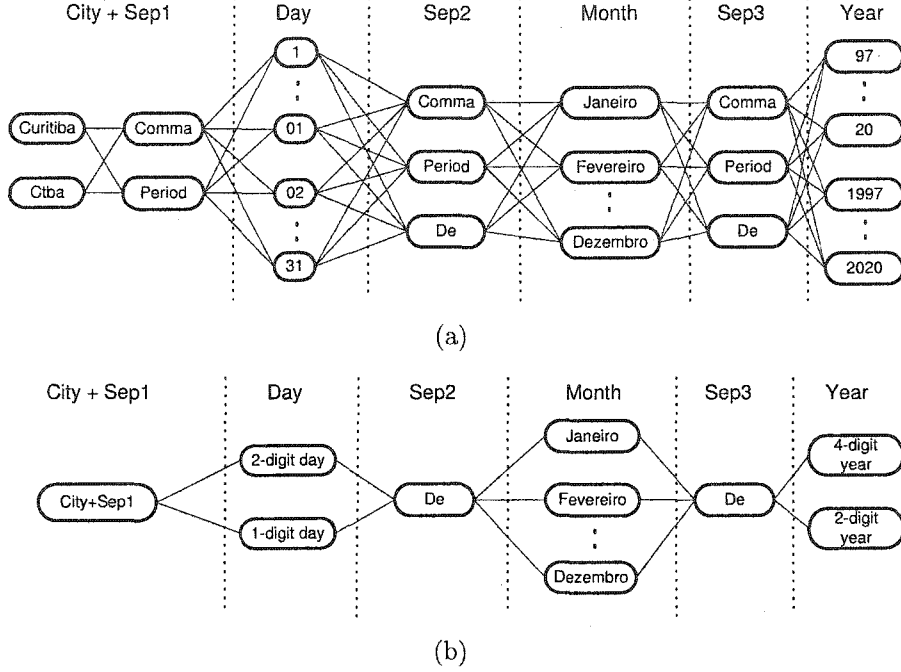 City + Sep1 Day Sep2 Month Sep3 Year
1 97
Comma Janeiro Comma
Curitiba Comma 01 20
Period Fevereiro Period
Ctba Period 02 1997
De De
Dezembro
31 2020
(a)
City + Sep1 Day Sep2 Month Sep3 Year
Janeiro
2-digit day 4-digit
year
City+Sep1 De Fevereiro De
1-digit day 2-digit
year
Dezembro
(b)